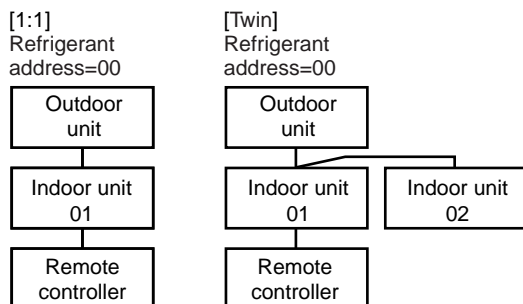 [1:1]
Refrigerant
address=00
Outdoor
unit
Indoor unit
01
Remote
controller
[Twin]
Refrigerant
address=00
Outdoor
unit
Indoor unit
01
Indoor unit
02
Remote
controller